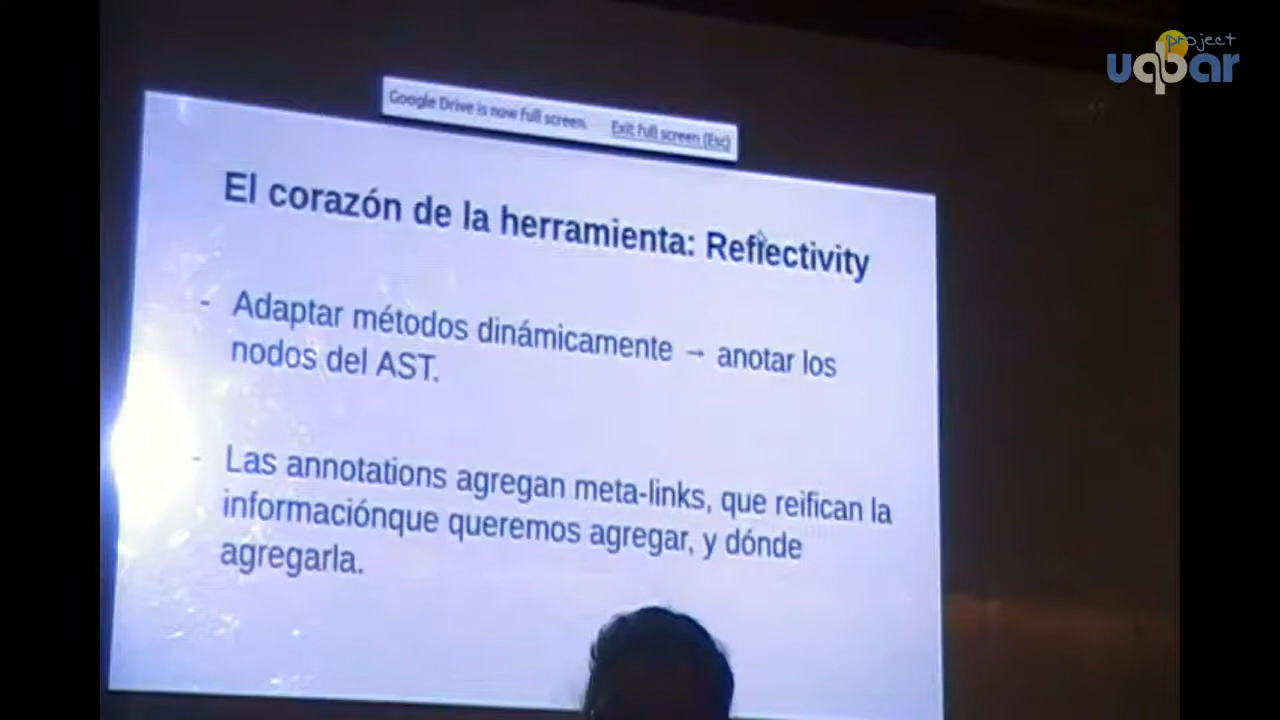 project
uqbar
Google Drive is now full screen. Exit full screen (Esc)
El corazón de la herramienta: Reflectivity
- Adaptar métodos dinámicamente → anotar los
nodos del AST.
- Las annotations agregan meta-links, que reifican la
informaciónque queremos agregar, y dónde
agregarla.